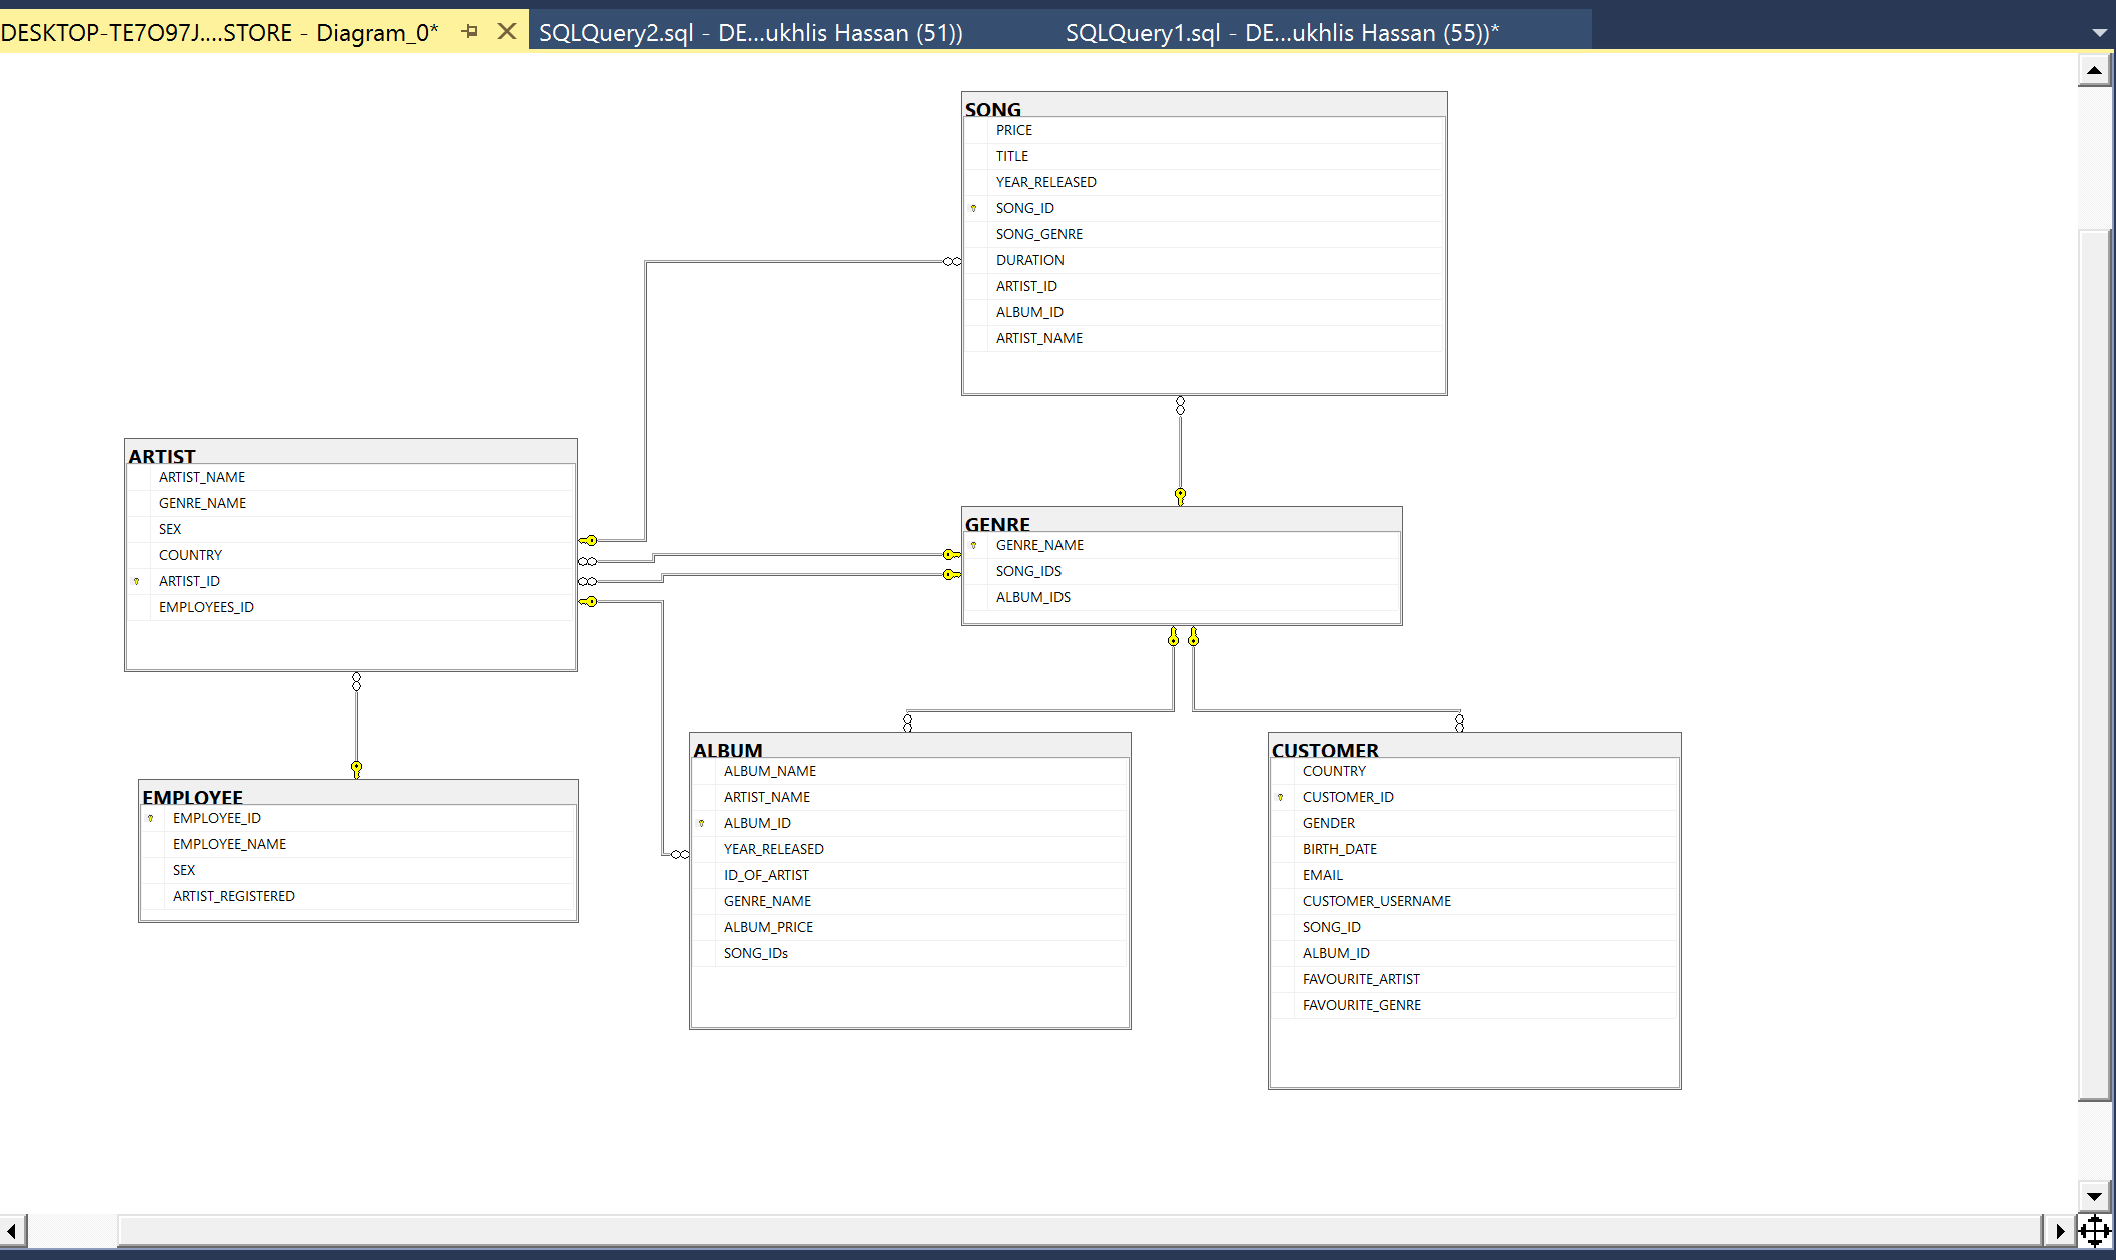 DESKTOP-TE7O97J....STORE - Diagram_0*
SQLQuery2.sql - DE...ukhlis Hassan (51))
SQLQuery1.sql - DE...ukhlis Hassan (55))*
SONG
PRICE
TITLE
YEAR_RELEASED
SONG_ID
SONG_GENRE
DURATION
ARTIST_ID
ALBUM_ID
ARTIST_NAME
ARTIST
ARTIST_NAME
GENRE_NAME
SEX
COUNTRY
ARTIST_ID
EMPLOYEES_ID
GENRE
GENRE_NAME
SONG_IDS
ALBUM_IDS
EMPLOYEE
EMPLOYEE_ID
EMPLOYEE_NAME
SEX
ARTIST_REGISTERED
ALBUM
ALBUM_NAME
ARTIST_NAME
ALBUM_ID
YEAR_RELEASED
ID_OF_ARTIST
GENRE_NAME
ALBUM_PRICE
SONG_IDs
CUSTOMER
COUNTRY
CUSTOMER_ID
GENDER
BIRTH_DATE
EMAIL
CUSTOMER_USERNAME
SONG_ID
ALBUM_ID
FAVOURITE_ARTIST
FAVOURITE_GENRE